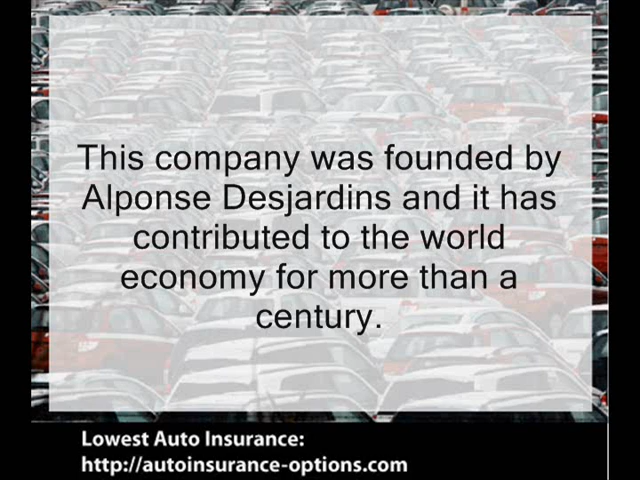 This company was founded by
Alponse Desjardins and it has
contributed to the world
economy for more than a
century.
Lowest Auto Insurance:
http://autoinsurance-options.com